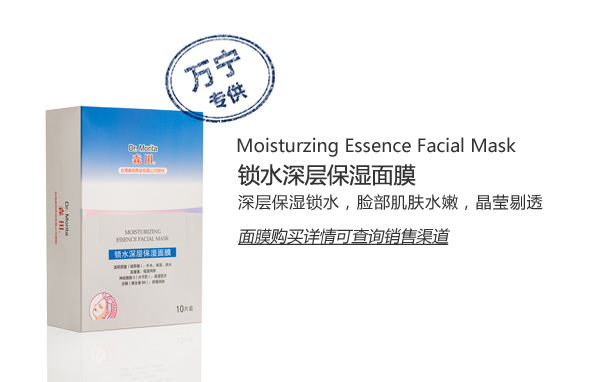 万宁
专供
Moisturzing Essence Facial Mask
锁水深层保湿面膜
深层保湿锁水，脸部肌肤水嫩，晶莹剔透
面膜购买详情可查询销售渠道
Dr. Morita
森田
MOISTURIZING
ESSENCE FACIAL MASK
锁水深层保湿面膜
10片装
Dr. Morita
森田